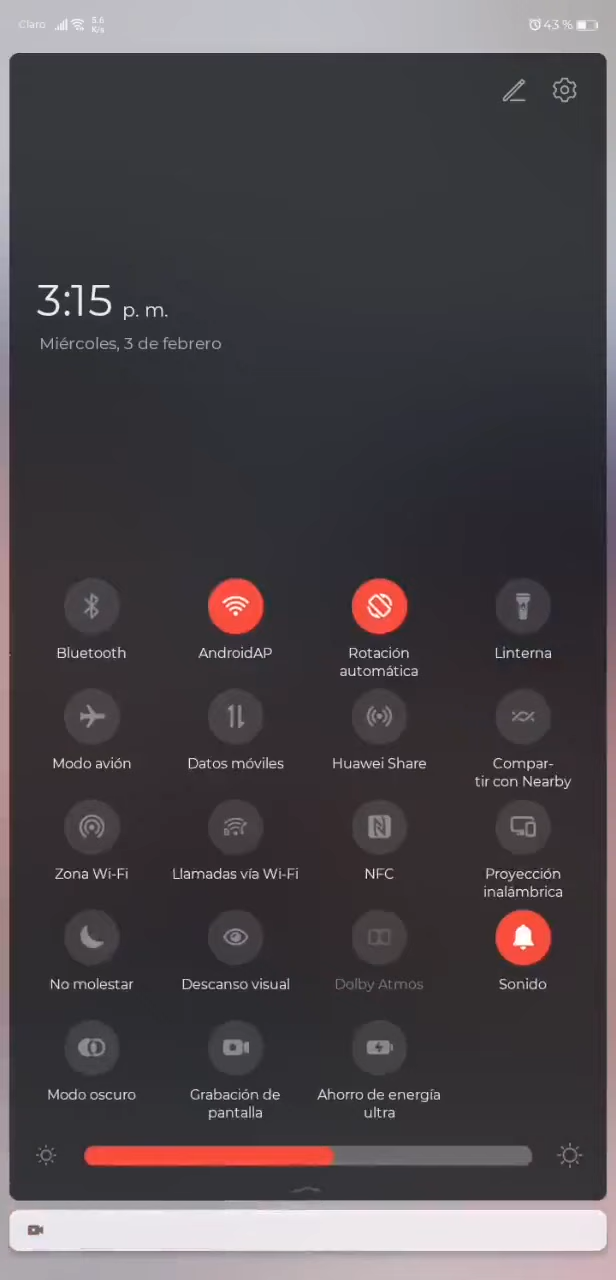 Claro 5.6 K/s 43 %
3:15 p. m.
Miércoles, 3 de febrero
Bluetooth AndroidAP Rotación automática Linterna
Modo avión Datos móviles Huawei Share Compar-
tir con Nearby
Zona Wi-Fi Llamadas vía Wi-Fi NFC Proyección
inalámbrica
No molestar Descanso visual Dolby Atmos Sonido
Modo oscuro Grabación de
pantalla Ahorro de energía
ultra